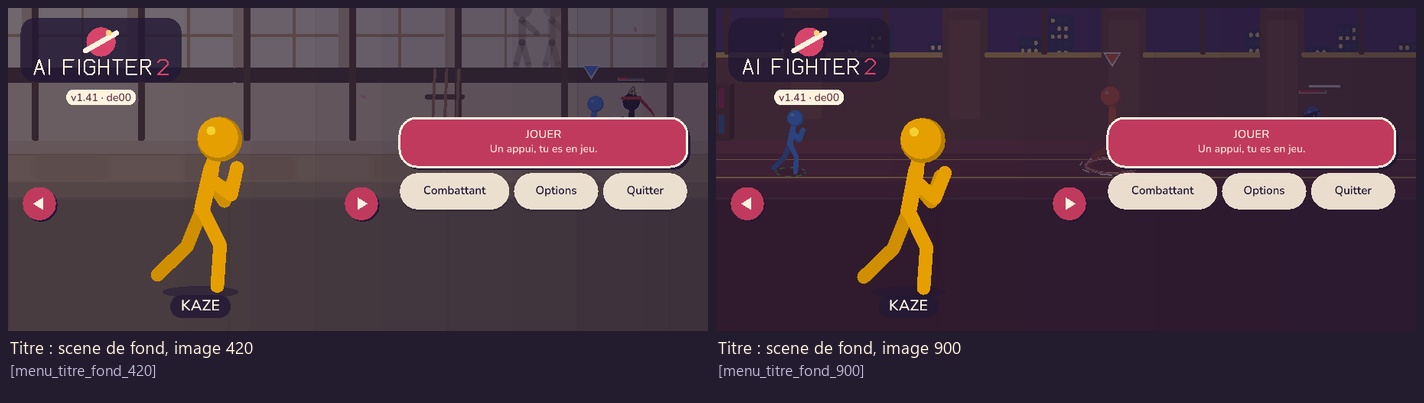 AI FIGHTER 2
v1.41 · de00
JOUER
Un appui, tu es en jeu.
Combattant
Options
Quitter
KAZE
Titre : scene de fond, image 420
[menu_titre_fond_420]
AI FIGHTER 2
v1.41 · de00
JOUER
Un appui, tu es en jeu.
Combattant
Options
Quitter
KAZE
Titre : scene de fond, image 900
[menu_titre_fond_900]